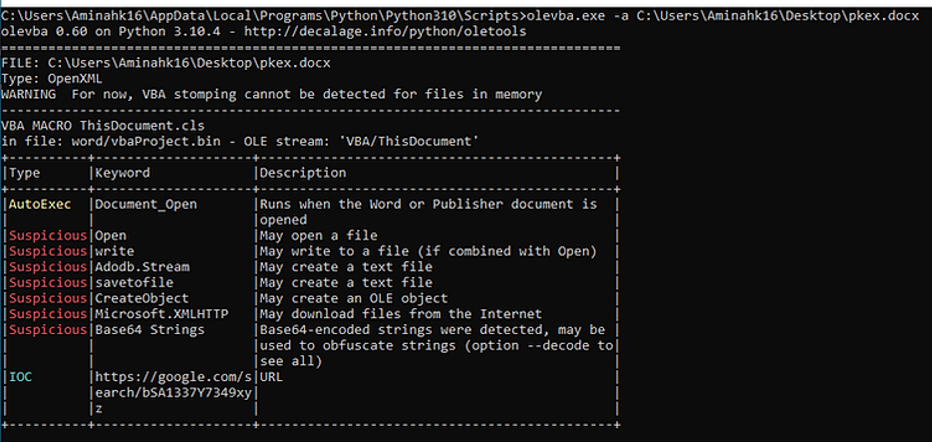 C:\Users\Aminahk16\AppData\Local\Programs\Python\Python310\Scripts>olevba.exe -a C:\Users\Aminahk16\Desktop\pkex.docx
olevba 0.60 on Python 3.10.4 - http://decalage.info/python/oletools
===============================================================================
FILE: C:\Users\Aminahk16\Desktop\pkex.docx
Type: OpenXML
WARNING  For now, VBA stomping cannot be detected for files in memory
-------------------------------------------------------------------------------
VBA MACRO ThisDocument.cls
in file: word/vbaProject.bin - OLE stream: 'VBA/ThisDocument'
+----------+--------------------+---------------------------------------------+
|Type      |Keyword             |Description                                  |
+----------+--------------------+---------------------------------------------+
|AutoExec  |Document_Open       |Runs when the Word or Publisher document is  |
|          |                    |opened                                       |
|Suspicious|Open                |May open a file                              |
|Suspicious|write               |May write to a file (if combined with Open)  |
|Suspicious|Adodb.Stream        |May create a text file                       |
|Suspicious|savetofile          |May create a text file                       |
|Suspicious|CreateObject        |May create an OLE object                     |
|Suspicious|Microsoft.XMLHTTP   |May download files from the Internet         |
|Suspicious|Base64 Strings      |Base64-encoded strings were detected, may be |
|          |                    |used to obfuscate strings (option --decode to|
|          |                    |see all)                                     |
|IOC       |https://google.com/s|URL                                          |
|          |earch/bSA1337Y7349xy|                                             |
|          |z                   |                                             |
+----------+--------------------+---------------------------------------------+